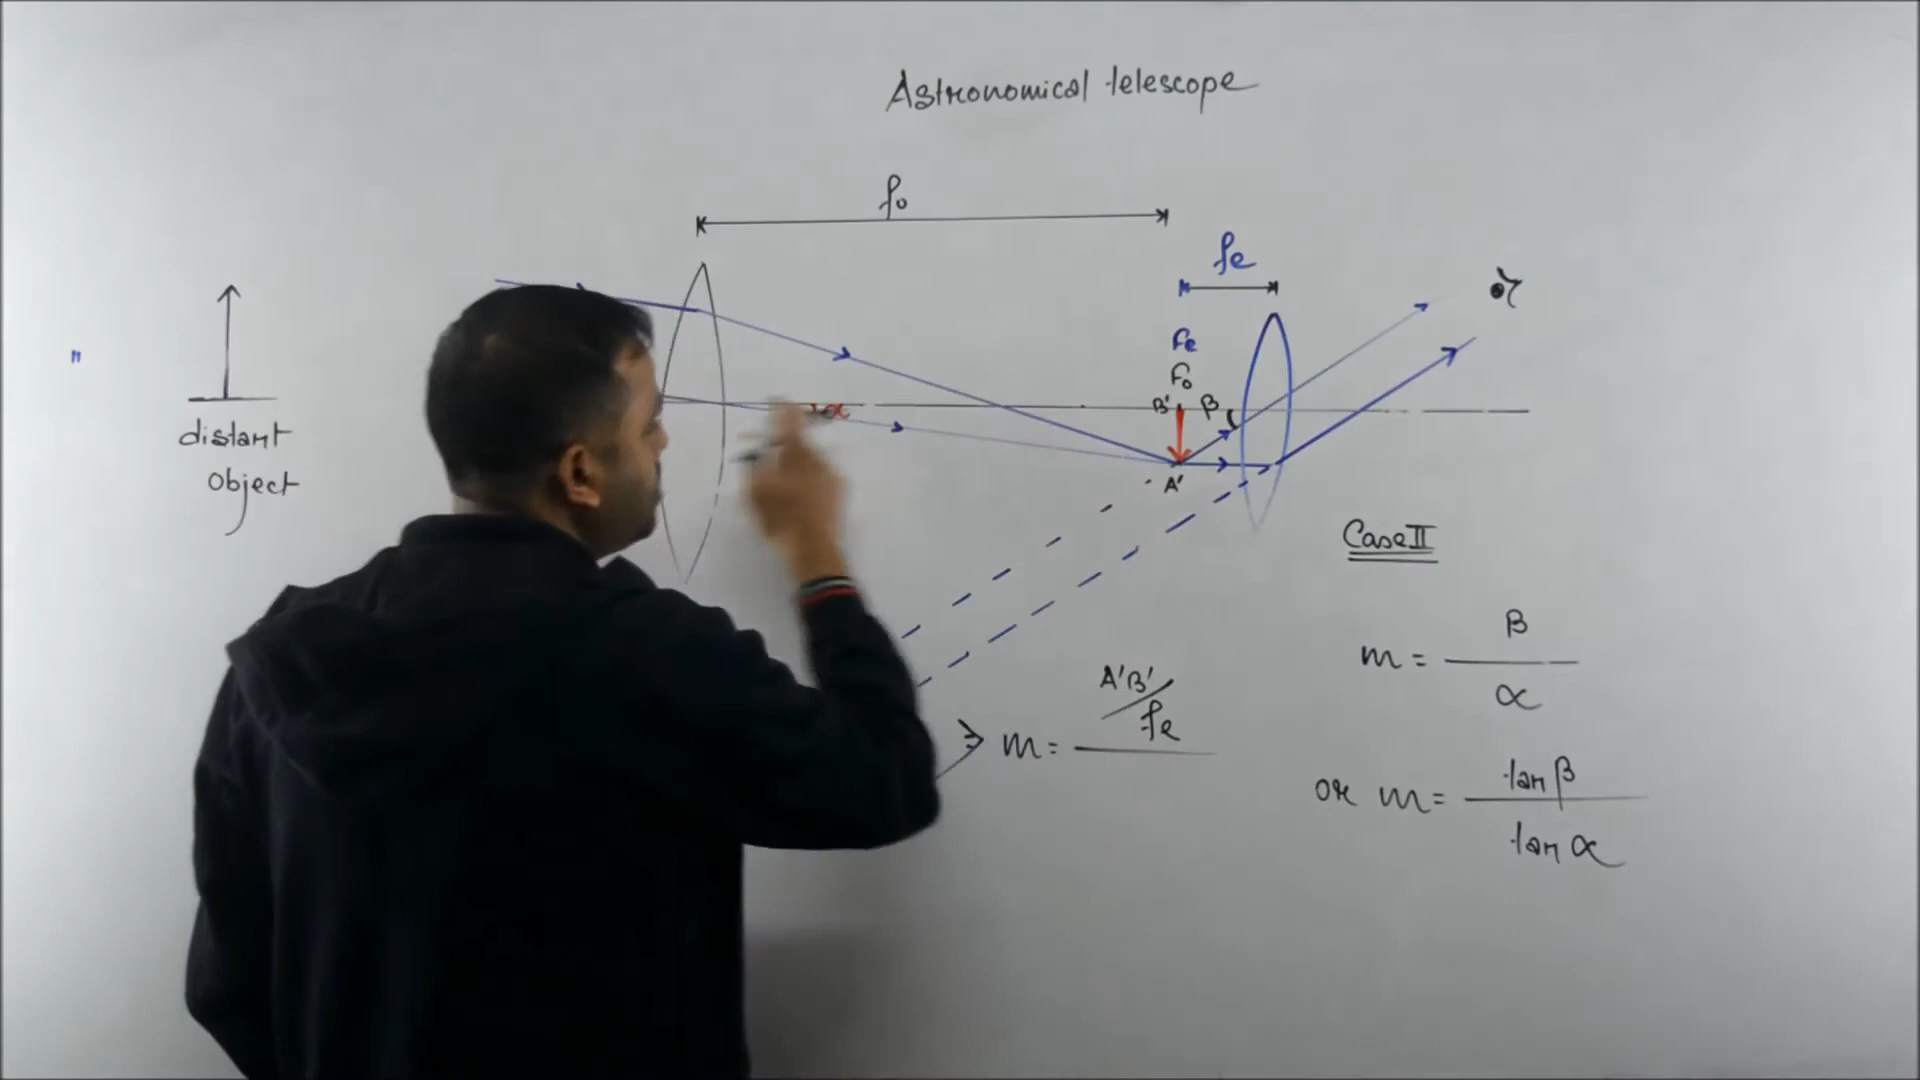 Astronomical telescope
fo
fe
Fe
Fo
B' β
α
A'
distant
object
Case II
m = β / α
⇒ m = A'B' / fe
or m = tan β / tan α